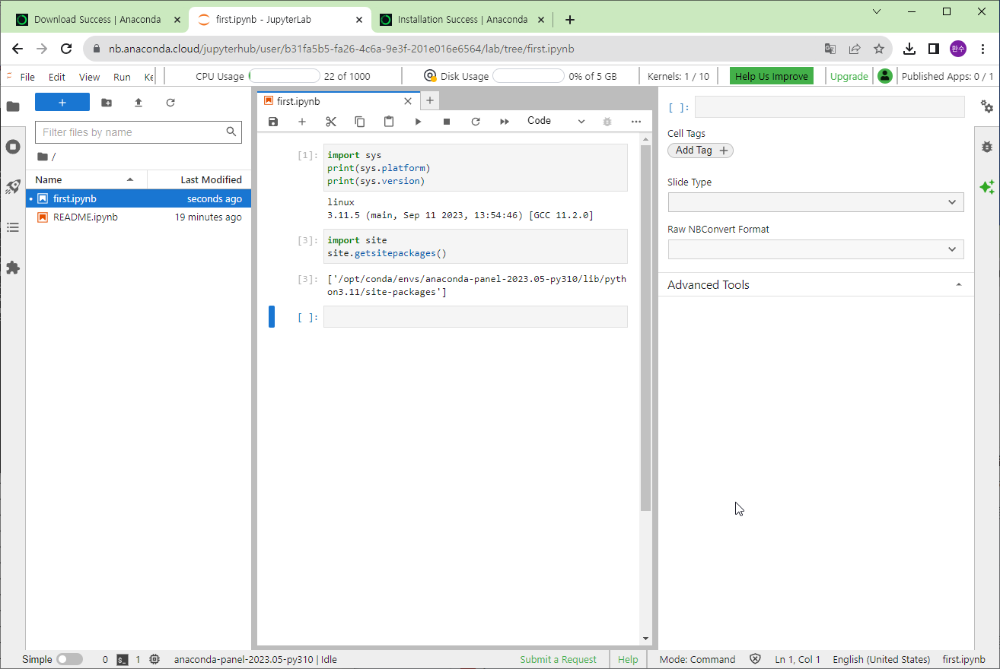 Download Success | Anaconda
first.ipynb - JupyterLab
Installation Success | Anaconda
nb.anaconda.cloud/jupyterhub/user/b31fa5b5-fa26-4c6a-9e3f-201e016e6564/lab/tree/first.ipynb
환수
File Edit View Run Ke
CPU Usage 22 of 1000
Disk Usage 0% of 5 GB
Kernels: 1 / 10
Help Us Improve
Upgrade
Published Apps: 0 / 1
Filter files by name
/
Name Last Modified
first.ipynb seconds ago
README.ipynb 19 minutes ago
first.ipynb
Code
[1]: import sys
print(sys.platform)
print(sys.version)
linux
3.11.5 (main, Sep 11 2023, 13:54:46) [GCC 11.2.0]
[3]: import site
site.getsitepackages()
[3]: ['/opt/conda/envs/anaconda-panel-2023.05-py310/lib/pyth
on3.11/site-packages']
[ ]:
[ ]:
Cell Tags
Add Tag
Slide Type
Raw NBConvert Format
Advanced Tools
Simple 0 1 anaconda-panel-2023.05-py310 | Idle Submit a Request Help Mode: Command Ln 1, Col 1 English (United States) first.ipynb